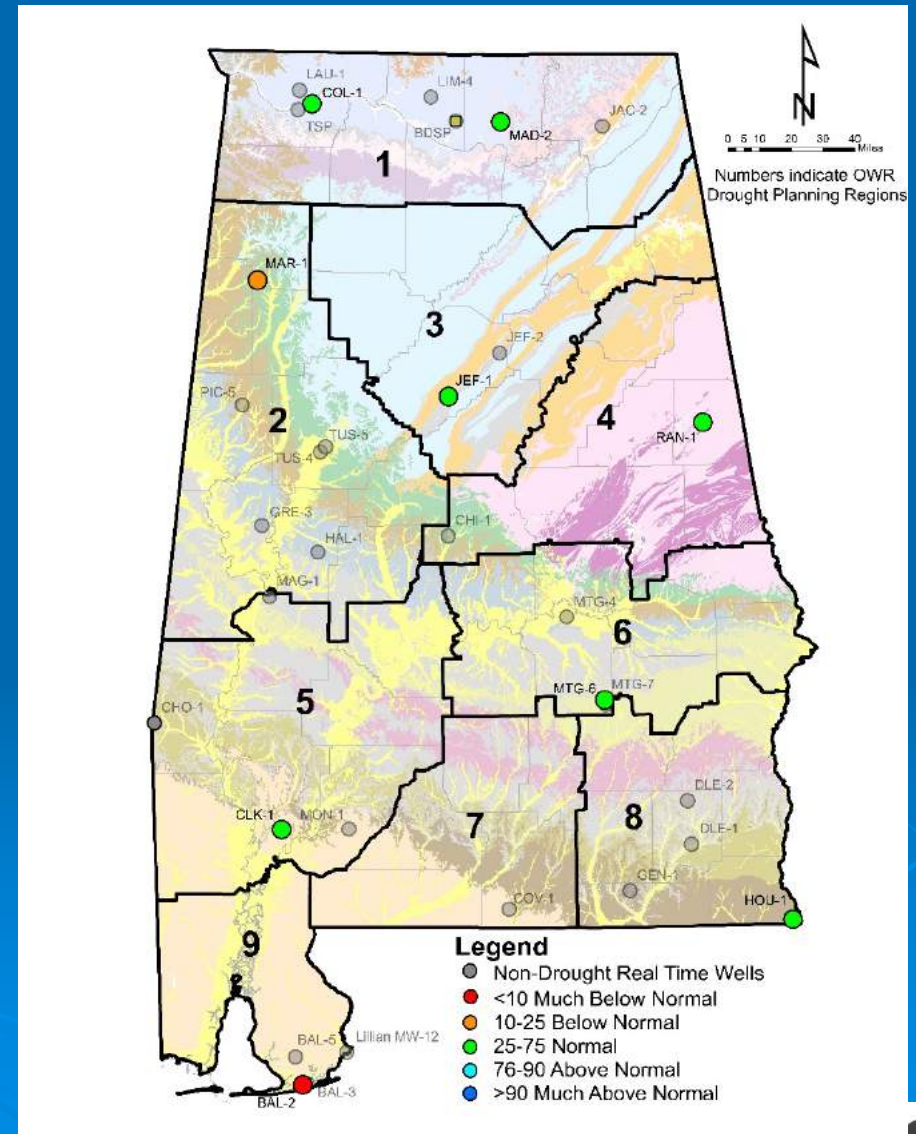 LAU-1
COL-1
TSP
LIM-4
BDSP
MAD-2
JAC-2
1
N
0 5 10 20 30 40
Miles
Numbers indicate OWR
Drought Planning Regions
MAR-1
3
JEF-2
JEF-1
PIC-5
2
TUS-5
TUS-4
4
RAN-1
GRE-3
HAL-1
CHI-1
MAG-1
MTG-4
6
5
MTG-6
MTG-7
CHO-1
CLK-1
MON-1
7
8
DLE-2
DLE-1
GEN-1
COV-1
HOU-1
9
BAL-5
Lillian MW-12
BAL-3
BAL-2
Legend
Non-Drought Real Time Wells
<10 Much Below Normal
10-25 Below Normal
25-75 Normal
76-90 Above Normal
>90 Much Above Normal